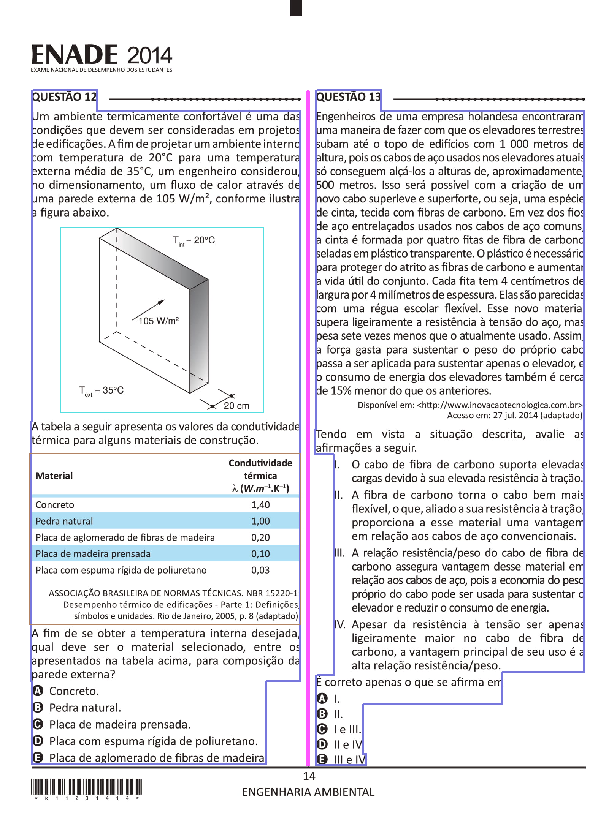 ENADE 2014
EXAME NACIONAL DE DESEMPENHO DOS ESTUDANTES
QUESTÃO 12
Um ambiente termicamente confortável é uma das
condições que devem ser consideradas em projetos
de edificações. A fim de projetar um ambiente interno
com temperatura de 20°C para uma temperatura
externa média de 35°C, um engenheiro considerou,
no dimensionamento, um fluxo de calor através de
uma parede externa de 105 W/m², conforme ilustra
a figura abaixo.
T int = 20°C
105 W/m²
T ext = 35°C
20 cm
A tabela a seguir apresenta os valores da condutividade
térmica para alguns materiais de construção.
Material Condutividade térmica λ (W.m⁻¹.K⁻¹)
Concreto 1,40
Pedra natural 1,00
Placa de aglomerado de fibras de madeira 0,20
Placa de madeira prensada 0,10
Placa com espuma rígida de poliuretano 0,03
ASSOCIAÇÃO BRASILEIRA DE NORMAS TÉCNICAS. NBR 15220-1
Desempenho térmico de edificações - Parte 1: Definições,
símbolos e unidades. Rio de Janeiro, 2005, p. 8 (adaptado)
A fim de se obter a temperatura interna desejada,
qual deve ser o material selecionado, entre os
apresentados na tabela acima, para composição da
parede externa?
A Concreto.
B Pedra natural.
C Placa de madeira prensada.
D Placa com espuma rígida de poliuretano.
E Placa de aglomerado de fibras de madeira
QUESTÃO 13
Engenheiros de uma empresa holandesa encontraram
uma maneira de fazer com que os elevadores terrestres
subam até o topo de edifícios com 1 000 metros de
altura, pois os cabos de aço usados nos elevadores atuais
só conseguem alçá-los a alturas de, aproximadamente,
500 metros. Isso será possível com a criação de um
novo cabo superleve e superforte, ou seja, uma espécie
de cinta, tecida com fibras de carbono. Em vez dos fios
de aço entrelaçados usados nos cabos de aço comuns,
a cinta é formada por quatro fitas de fibra de carbono
seladas em plástico transparente. O plástico é necessário
para proteger do atrito as fibras de carbono e aumentar
a vida útil do conjunto. Cada fita tem 4 centímetros de
largura por 4 milímetros de espessura. Elas são parecidas
com uma régua escolar flexível. Esse novo material
supera ligeiramente a resistência à tensão do aço, mas
pesa sete vezes menos que o atualmente usado. Assim,
a força gasta para sustentar o peso do próprio cabo
passa a ser aplicada para sustentar apenas o elevador, e
o consumo de energia dos elevadores também é cerca
de 15% menor do que os anteriores.
Disponível em: <http://www.inovacaotecnologica.com.br>
Acesso em: 27 jul. 2014 (adaptado)
Tendo em vista a situação descrita, avalie as
afirmações a seguir.
I. O cabo de fibra de carbono suporta elevadas
cargas devido à sua elevada resistência à tração.
II. A fibra de carbono torna o cabo bem mais
flexível, o que, aliado a sua resistência à tração,
proporciona a esse material uma vantagem
em relação aos cabos de aço convencionais.
III. A relação resistência/peso do cabo de fibra de
carbono assegura vantagem desse material em
relação aos cabos de aço, pois a economia do peso
próprio do cabo pode ser usada para sustentar o
elevador e reduzir o consumo de energia.
IV. Apesar da resistência à tensão ser apenas
ligeiramente maior no cabo de fibra de
carbono, a vantagem principal de seu uso é a
alta relação resistência/peso.
É correto apenas o que se afirma em
A I.
B II.
C I e III.
D II e IV
E III e IV
14
ENGENHARIA AMBIENTAL